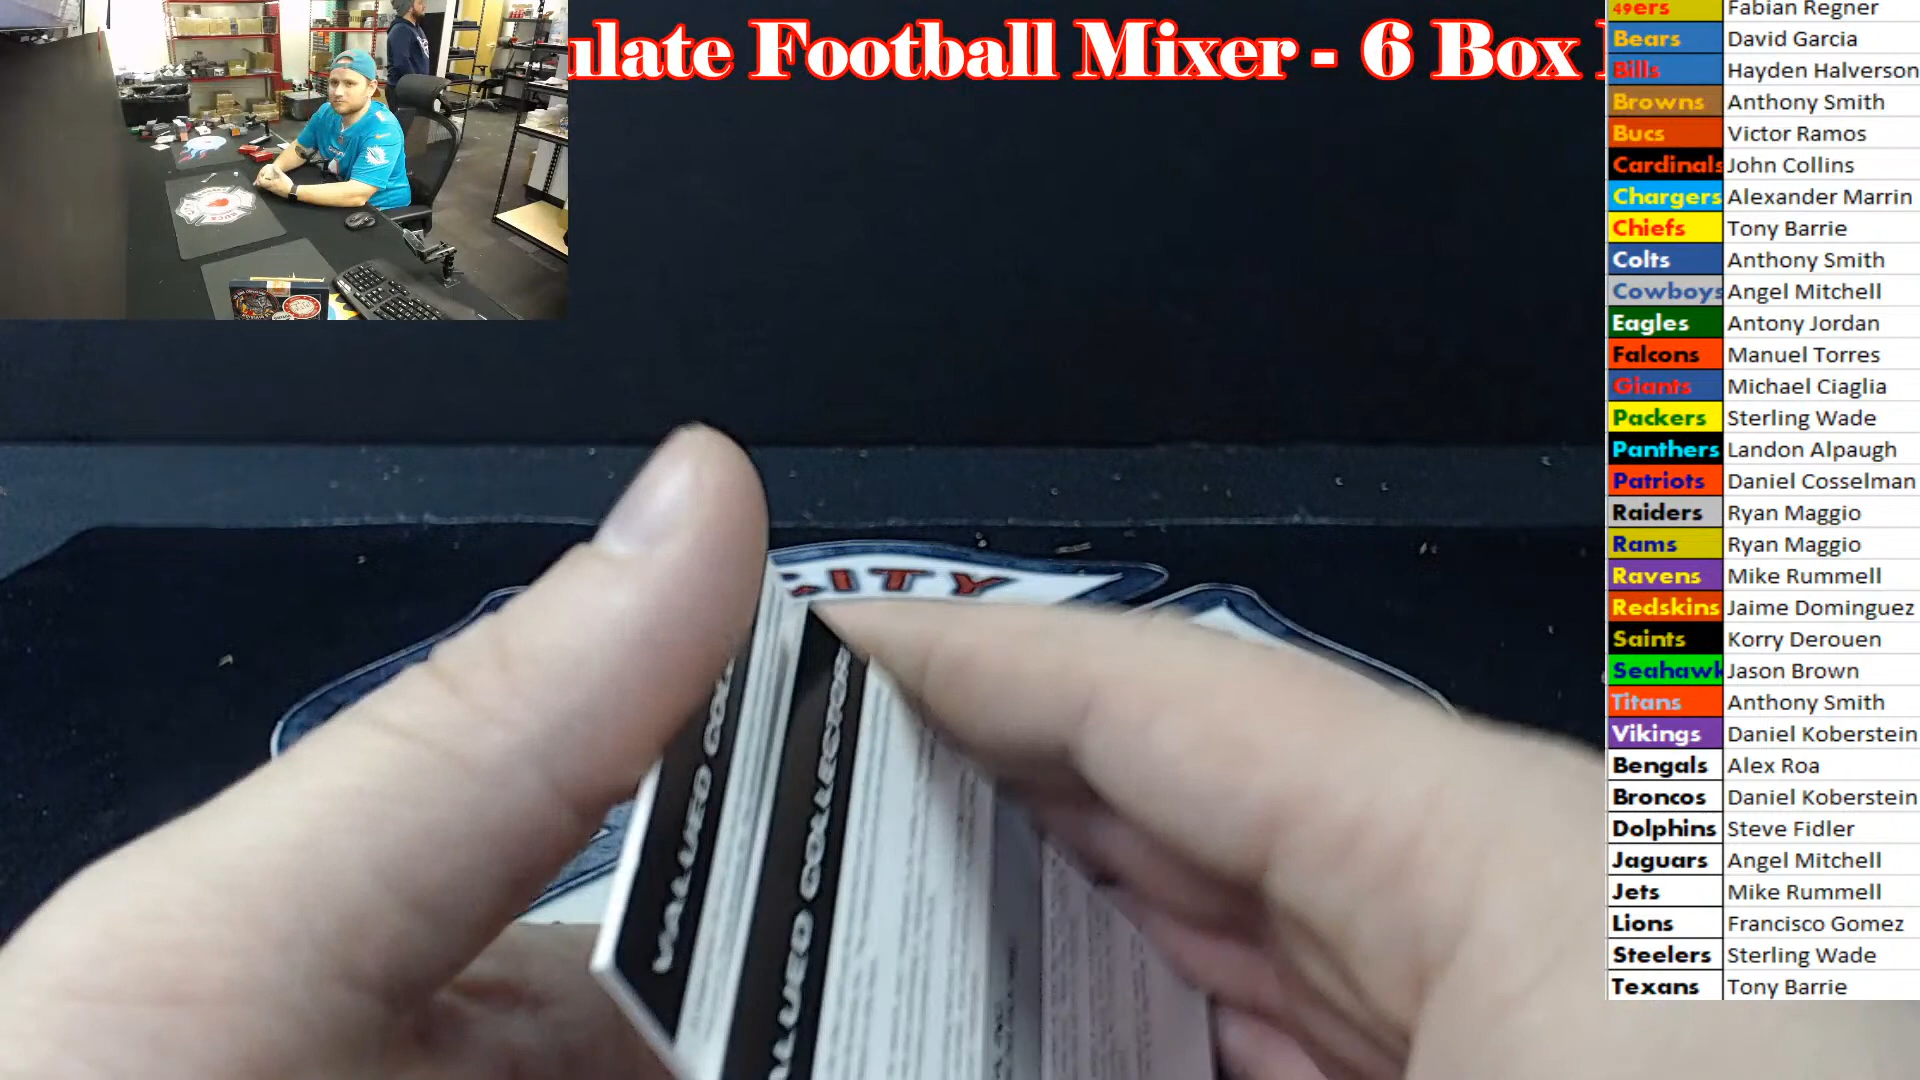 ulate Football Mixer - 6 Box
49ers Fabian Regner
Bears David Garcia
Bills Hayden Halverson
Browns Anthony Smith
Bucs Victor Ramos
Cardinals John Collins
Chargers Alexander Marrin
Chiefs Tony Barrie
Colts Anthony Smith
Cowboys Angel Mitchell
Eagles Antony Jordan
Falcons Manuel Torres
Giants Michael Ciaglia
Packers Sterling Wade
Panthers Landon Alpaugh
Patriots Daniel Cosselman
Raiders Ryan Maggio
Rams Ryan Maggio
Ravens Mike Rummell
Redskins Jaime Dominguez
Saints Korry Derouen
Seahawk Jason Brown
Titans Anthony Smith
Vikings Daniel Koberstein
Bengals Alex Roa
Broncos Daniel Koberstein
Dolphins Steve Fidler
Jaguars Angel Mitchell
Jets Mike Rummell
Lions Francisco Gomez
Steelers Sterling Wade
Texans Tony Barrie
CITY
VALUED COL
VALUED COLLECTOR